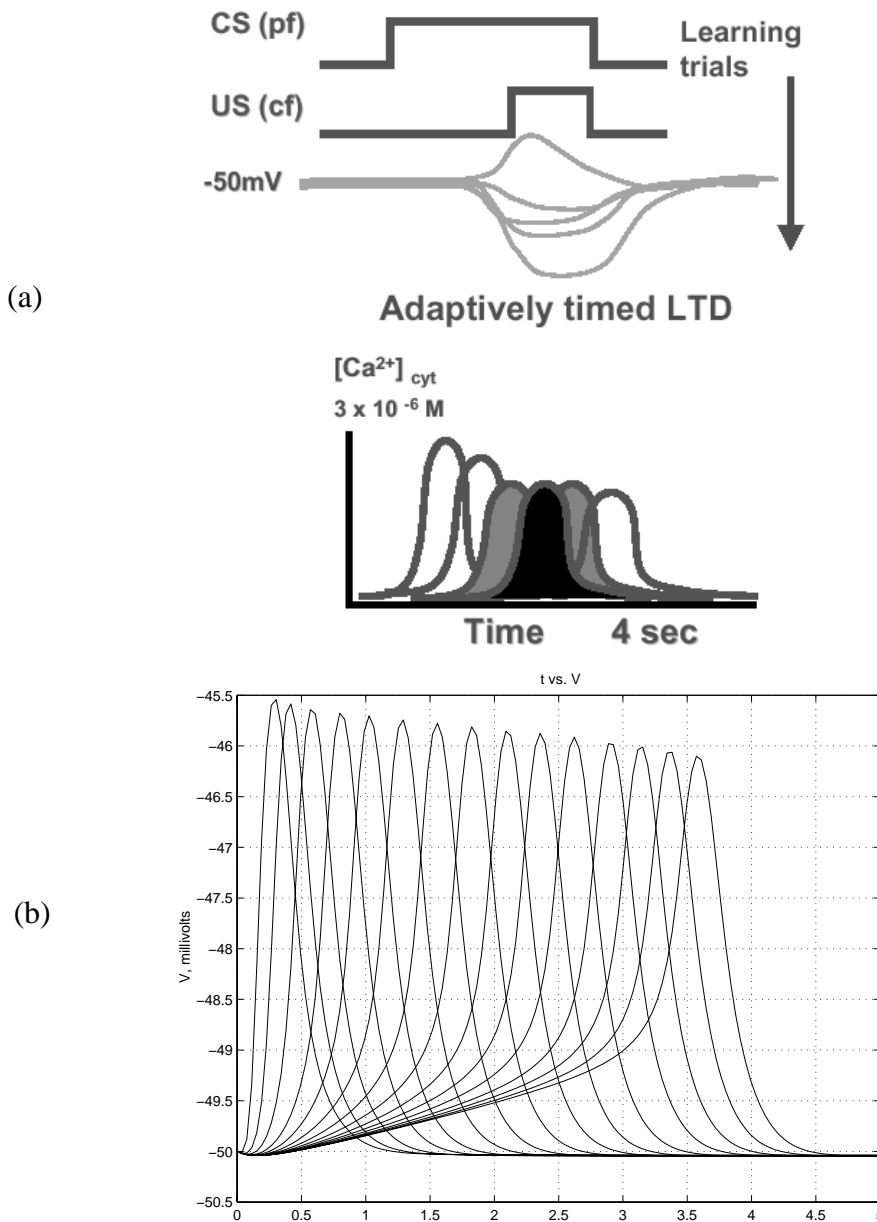 CS (pf)
Learning
trials
US (cf)
-50mV
(a)
Adaptively timed LTD
[Ca²⁺] cyt
3 x 10 ⁻⁶ M
Time 4 sec
t vs. V
−45.5
−46
−46.5
−47
−47.5
(b)
−48
V, millivolts
−48.5
−49
−49.5
−50
−50.5
0 0.5 1 1.5 2 2.5 3 3.5 4 4.5